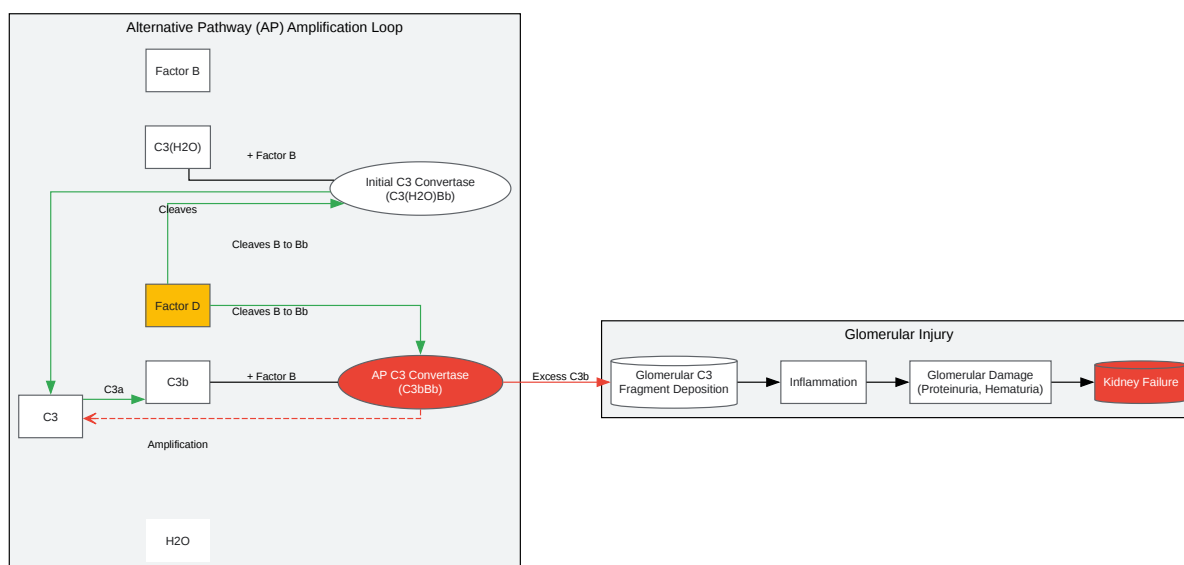 Alternative Pathway (AP) Amplification Loop
Factor B
C3(H2O)
+ Factor B
Initial C3 Convertase
(C3(H2O)Bb)
Cleaves
Cleaves B to Bb
Factor D
Cleaves B to Bb
C3
C3a
C3b
+ Factor B
AP C3 Convertase
(C3bBb)
Amplification
H2O
Excess C3b
Glomerular Injury
Glomerular C3
Fragment Deposition
Inflammation
Glomerular Damage
(Proteinuria, Hematuria)
Kidney Failure